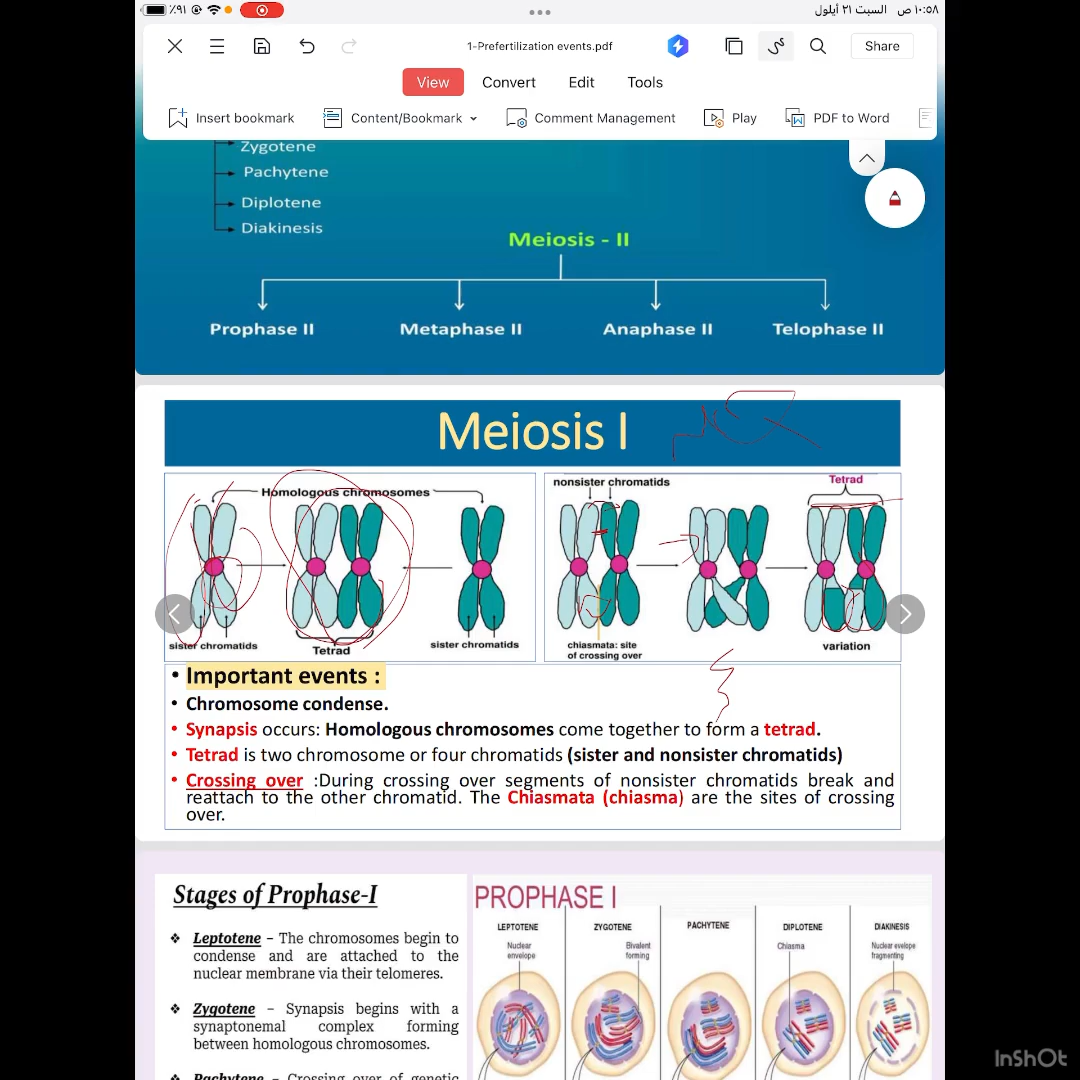 ٪٩١
١٠:٥٨ ص السبت ٢١ أيلول
1-Prefertilization events.pdf
Share
View Convert Edit Tools
Insert bookmark Content/Bookmark Comment Management Play PDF to Word
Zygotene
Pachytene
Diplotene
Diakinesis
Meiosis - II
Prophase II Metaphase II Anaphase II Telophase II
Meiosis I
Homologous chromosomes
sister chromatids
Tetrad
sister chromatids
nonsister chromatids
Tetrad
chiasmata: site
of crossing over
variation
• Important events :
• Chromosome condense.
• Synapsis occurs: Homologous chromosomes come together to form a tetrad.
• Tetrad is two chromosome or four chromatids (sister and nonsister chromatids)
• Crossing over :During crossing over segments of nonsister chromatids break and
reattach to the other chromatid. The Chiasmata (chiasma) are the sites of crossing
over.
Stages of Prophase-I
❖ Leptotene – The chromosomes begin to
condense and are attached to the
nuclear membrane via their telomeres.
❖ Zygotene – Synapsis begins with a
synaptonemal complex forming
between homologous chromosomes.
❖ Pachytene – Crossing over of genetic
PROPHASE I
LEPTOTENE ZYGOTENE PACHYTENE DIPLOTENE DIAKINESIS
Nuclear
envelope
Bivalent
forming
Chiasma
Nuclear evelope
fragmenting
InShOt